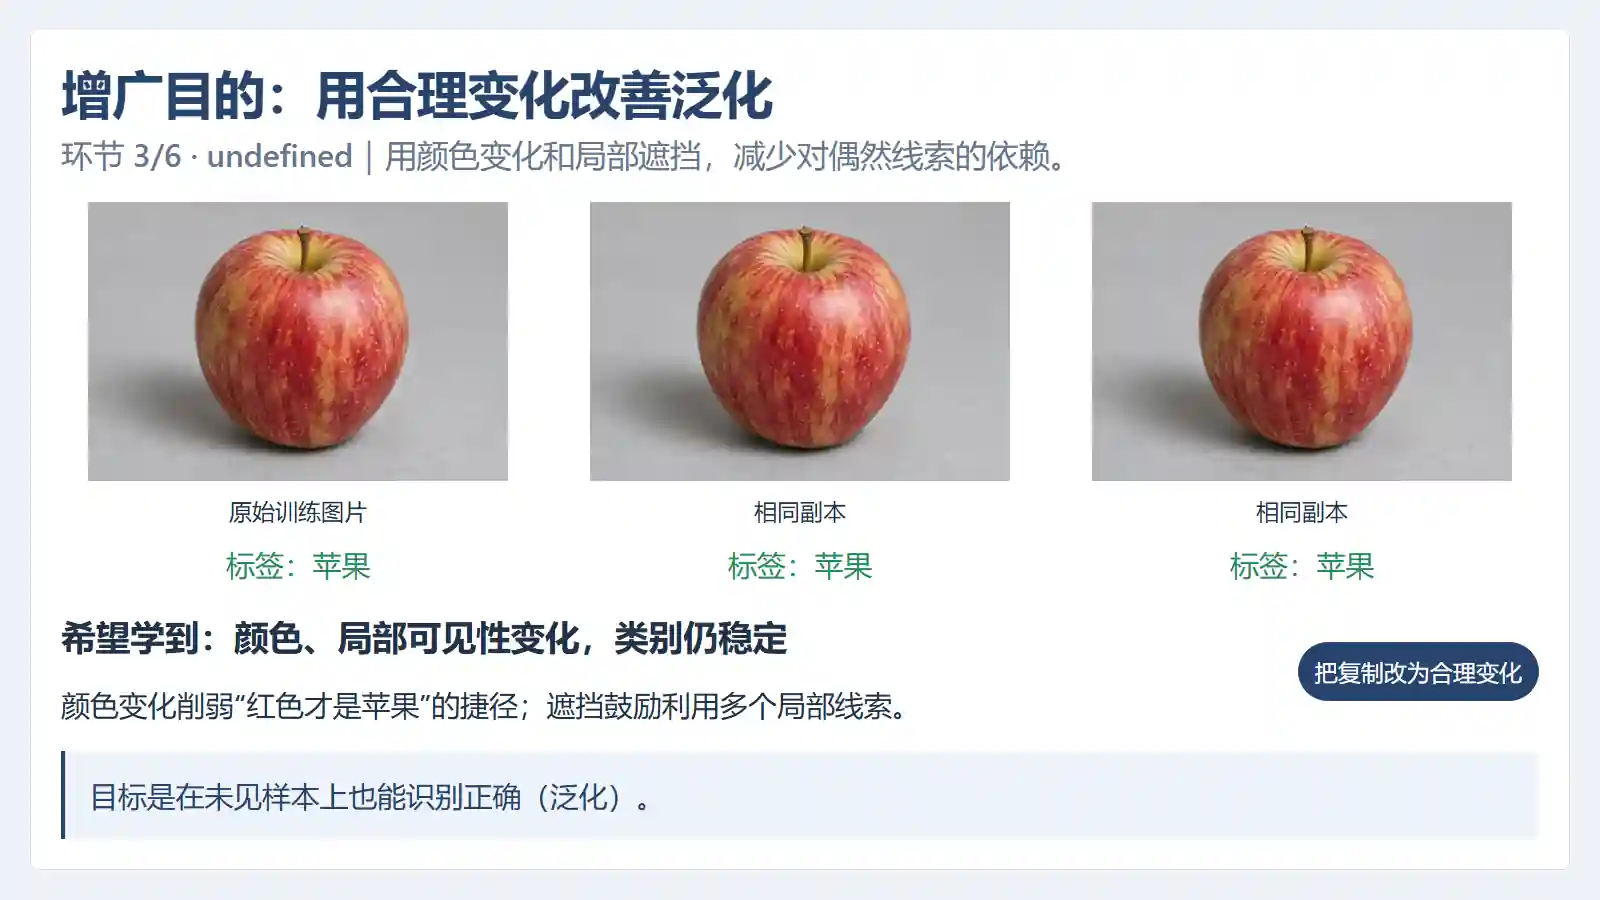 增广目的：用合理变化改善泛化
环节 3/6 · undefined｜用颜色变化和局部遮挡，减少对偶然线索的依赖。
原始训练图片
相同副本
相同副本
标签：苹果
标签：苹果
标签：苹果
希望学到：颜色、局部可见性变化，类别仍稳定
把复制改为合理变化
颜色变化削弱“红色才是苹果”的捷径；遮挡鼓励利用多个局部线索。
目标是在未见样本上也能识别正确（泛化）。